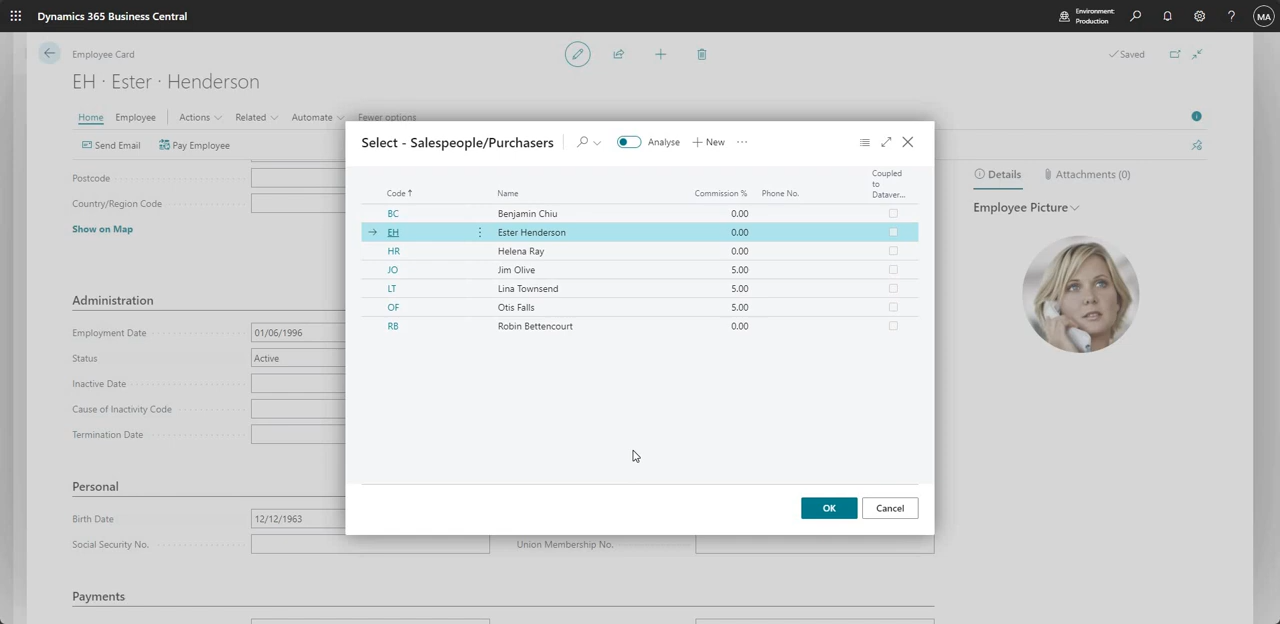 Dynamics 365 Business Central
Environment:
Production
MA
Employee Card
Saved
EH · Ester · Henderson
Home
Employee
Actions
Related
Automate
Fewer options
Send Email
Pay Employee
Select - Salespeople/Purchasers
Analyse
New
Code
Name
Commission %
Phone No.
Coupled
to
Dataver...
BC Benjamin Chiu 0.00
EH Ester Henderson 0.00
HR Helena Ray 0.00
JO Jim Olive 5.00
LT Lina Townsend 5.00
OF Otis Falls 5.00
RB Robin Bettencourt 0.00
OK
Cancel
Postcode
Country/Region Code
Show on Map
Administration
Employment Date 01/06/1996
Status Active
Inactive Date
Cause of Inactivity Code
Termination Date
Personal
Birth Date 12/12/1963
Social Security No.
Union Membership No.
Payments
Details
Attachments (0)
Employee Picture